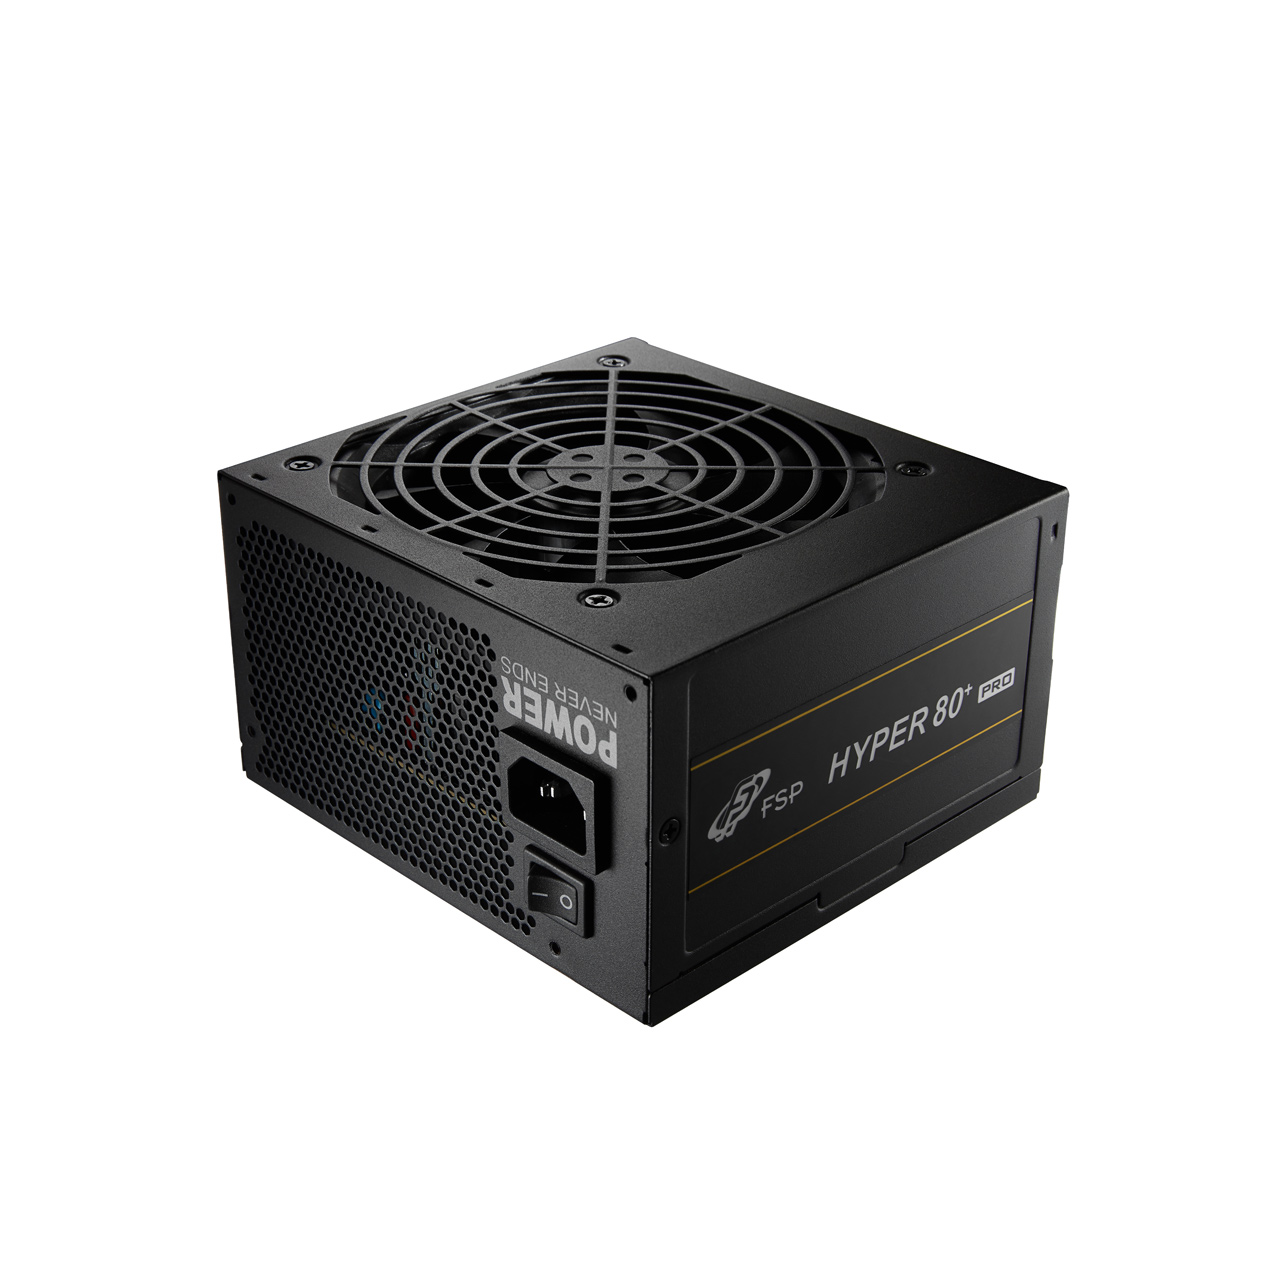 POWER
NEVER ENDS
FSP
HYPER 80+ PRO
— O